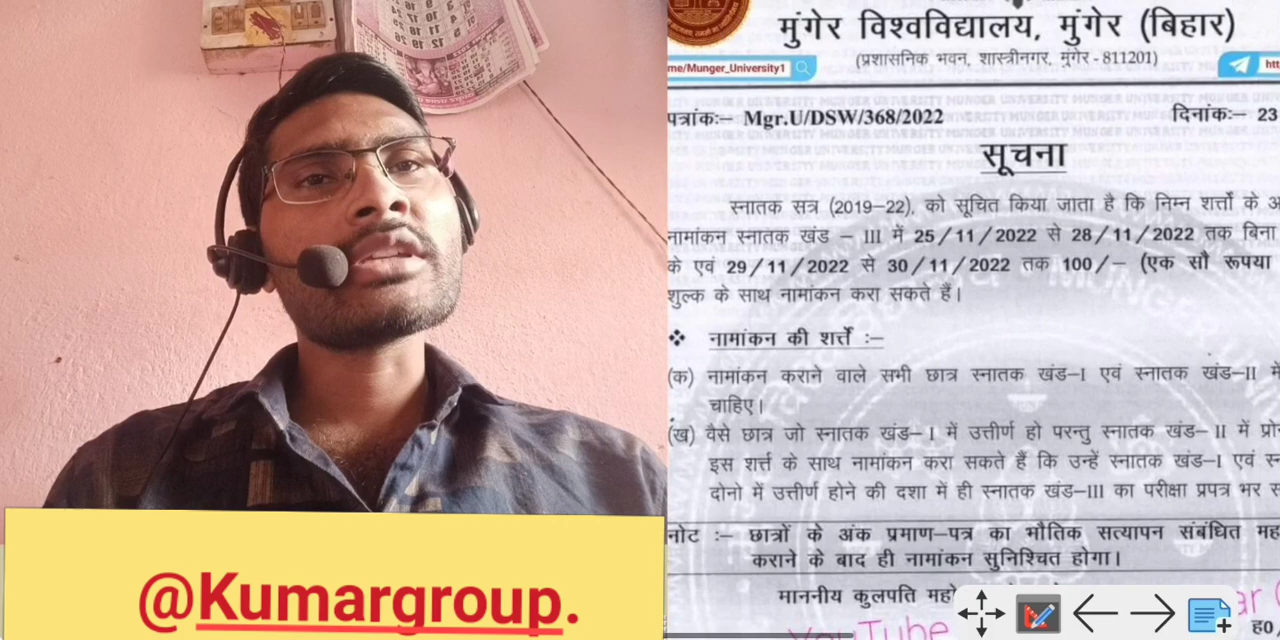 @Kumargroup.
मुंगेर विश्वविद्यालय, मुंगेर (बिहार)
(प्रशासनिक भवन, शास्त्रीनगर, मुंगेर - 811201)
me/Munger_University1
पत्रांकः– Mgr.U/DSW/368/2022 दिनांकः– 23
सूचना
स्नातक सत्र (2019–22), को सूचित किया जाता है कि निम्न शर्त्तों के
नामांकन स्नातक खंड – III में 25/11/2022 से 28/11/2022 तक बिना
के एवं 29/11/2022 से 30/11/2022 तक 100/– (एक सौ रूपया
शुल्क के साथ नामांकन करा सकते हैं।
❖ नामांकन की शर्त्तें :–
(क) नामांकन कराने वाले सभी छात्र स्नातक खंड–I एवं स्नातक खंड–II में
चाहिए।
(ख) वैसे छात्र जो स्नातक खंड– I में उत्तीर्ण हो परन्तु स्नातक खंड– II में
इस शर्त्त के साथ नामांकन करा सकते हैं कि उन्हें स्नातक खंड–I एवं
दोनो में उत्तीर्ण होने की दशा में ही स्नातक खंड–III का परीक्षा प्रपत्र भर
नोट :– छात्रों के अंक प्रमाण–पत्र का भौतिक सत्यापन संबंधित
कराने के बाद ही नामांकन सुनिश्चित होगा।
माननीय कुलपति
YouTube
ह0